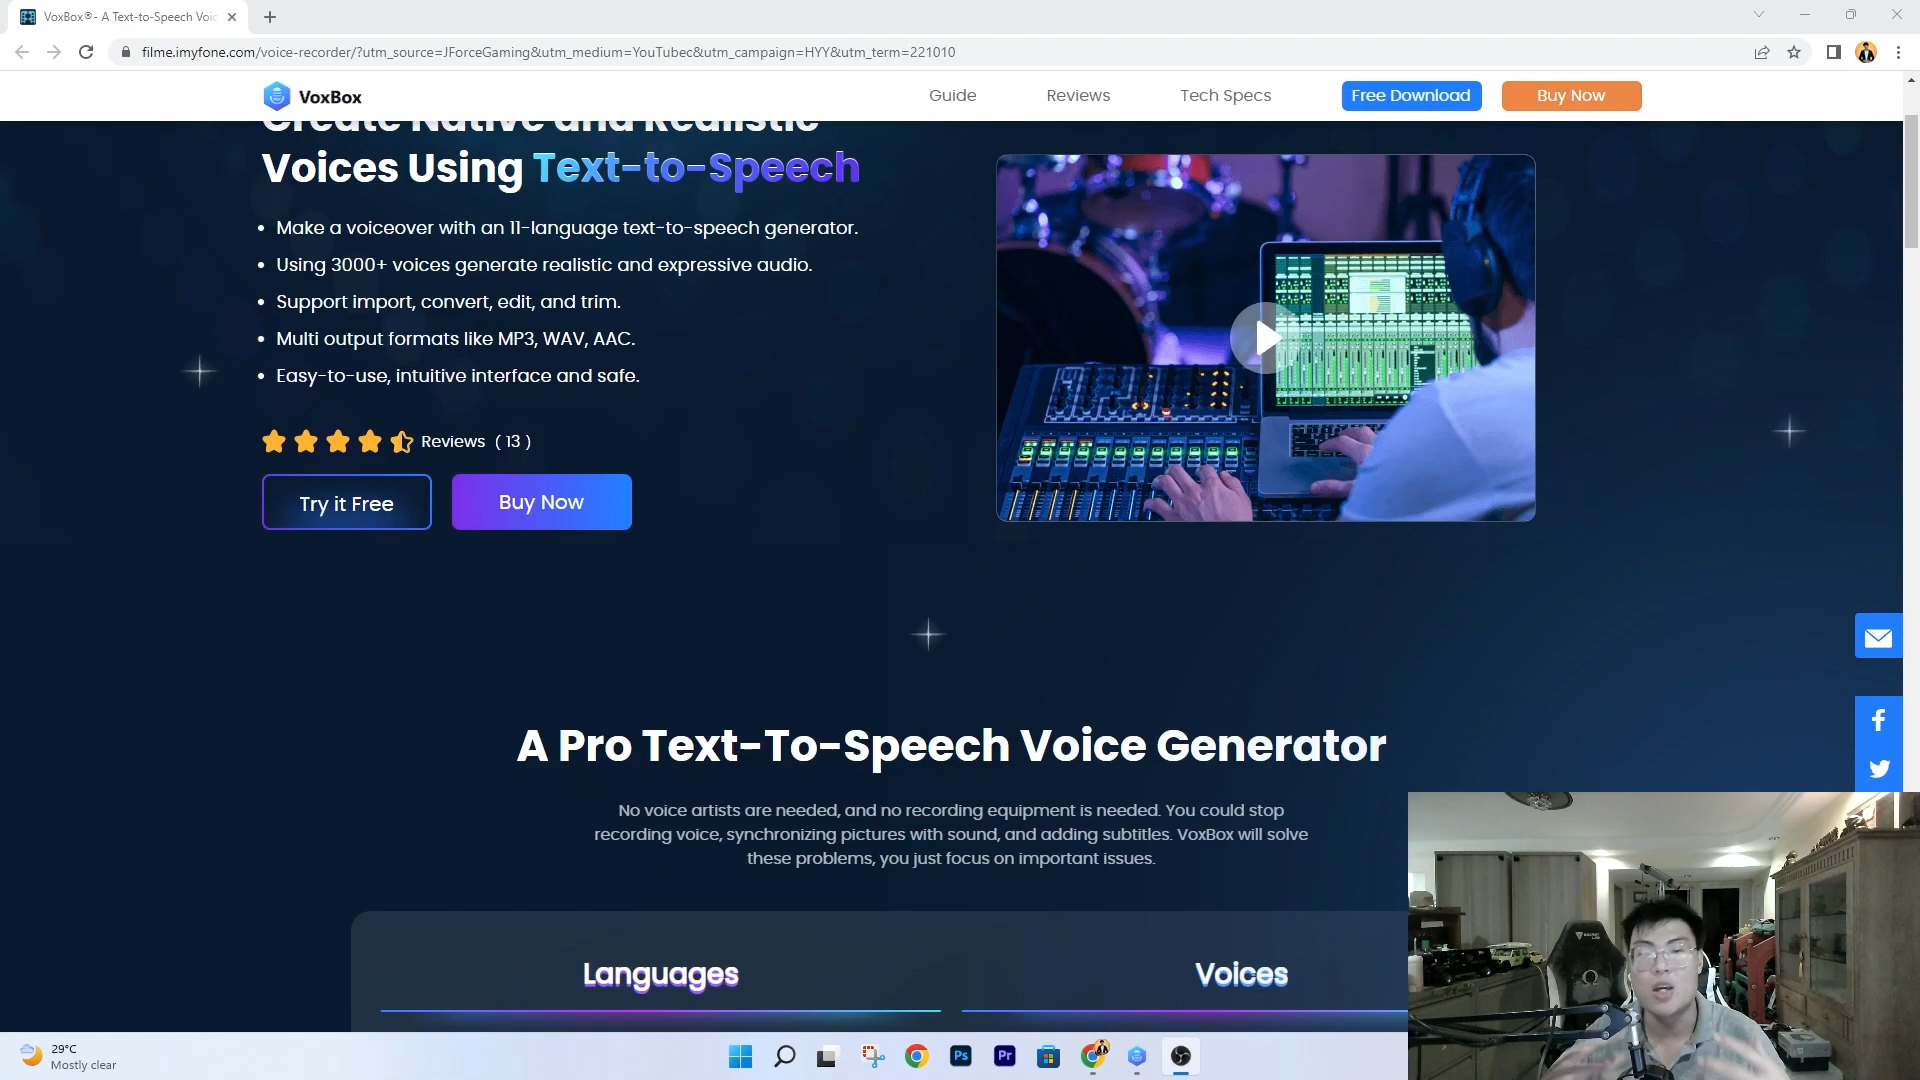 VoxBox®- A Text-to-Speech Voic
filme.imyfone.com/voice-recorder/?utm_source=JForceGaming&utm_medium=YouTubec&utm_campaign=HYY&utm_term=221010
VoxBox
Guide
Reviews
Tech Specs
Free Download
Buy Now
Create Native and Realistic
Voices Using Text-to-Speech
• Make a voiceover with an 11-language text-to-speech generator.
• Using 3000+ voices generate realistic and expressive audio.
• Support import, convert, edit, and trim.
• Multi output formats like MP3, WAV, AAC.
• Easy-to-use, intuitive interface and safe.
Reviews ( 13 )
Try it Free
Buy Now
A Pro Text-To-Speech Voice Generator
No voice artists are needed, and no recording equipment is needed. You could stop
recording voice, synchronizing pictures with sound, and adding subtitles. VoxBox will solve
these problems, you just focus on important issues.
Languages
Voices
29°C
Mostly clear
Ps
Pr